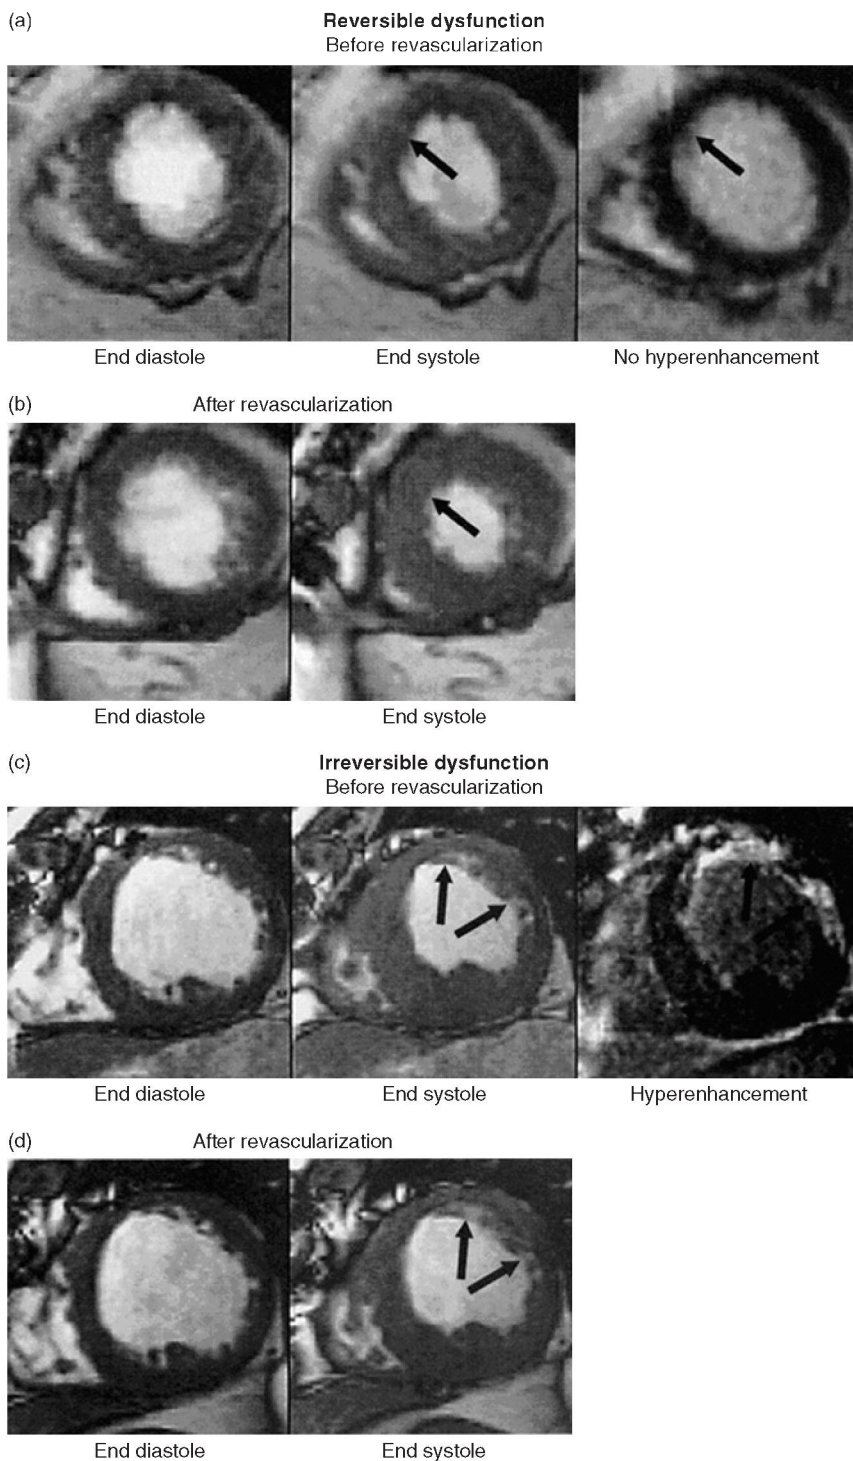 (a)
Reversible dysfunction
Before revascularization
End diastole End systole No hyperenhancement
(b) After revascularization
End diastole End systole
(c) Irreversible dysfunction
Before revascularization
End diastole End systole Hyperenhancement
(d) After revascularization
End diastole End systole